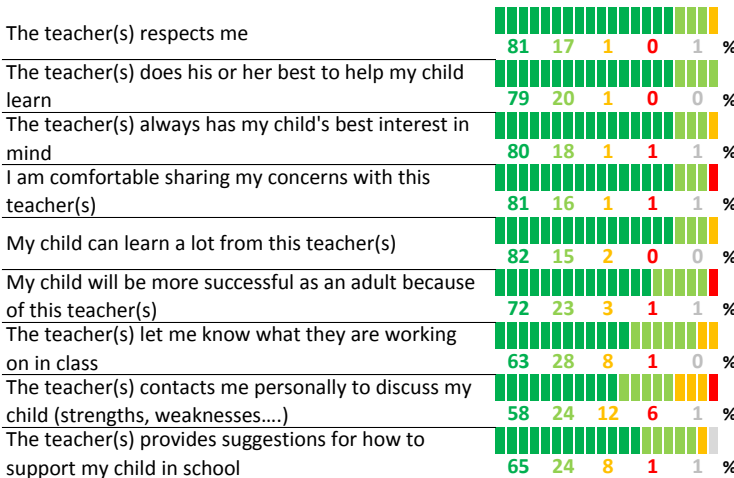 The teacher(s) respects me
81 17 1 0 1 %
The teacher(s) does his or her best to help my child
learn
79 20 1 0 0 %
The teacher(s) always has my child's best interest in
mind
80 18 1 1 1 %
I am comfortable sharing my concerns with this
teacher(s)
81 16 1 1 1 %
My child can learn a lot from this teacher(s)
82 15 2 0 0 %
My child will be more successful as an adult because
of this teacher(s)
72 23 3 1 1 %
The teacher(s) let me know what they are working
on in class
63 28 8 1 0 %
The teacher(s) contacts me personally to discuss my
child (strengths, weaknesses....)
58 24 12 6 1 %
The teacher(s) provides suggestions for how to
support my child in school
65 24 8 1 1 %